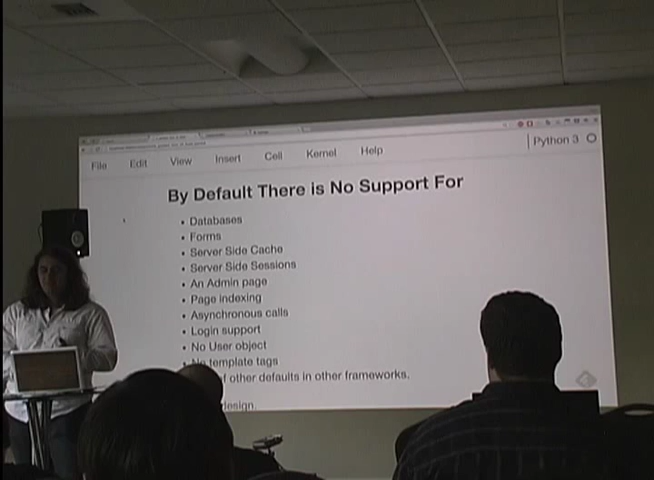 Python 3
File Edit View Insert Cell Kernel Help
By Default There is No Support For
• Databases
• Forms
• Server Side Cache
• Server Side Sessions
• An Admin page
• Page indexing
• Asynchronous calls
• Login support
• No User object
• No template tags
of other defaults in other frameworks.
design.